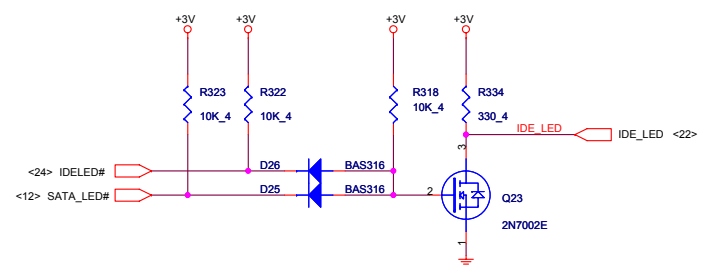 +3V +3V +3V +3V
R323 R322 R318 R334
10K_4 10K_4 10K_4 330_4
IDE_LED IDE_LED <22>
3
<24> IDELED# D26 BAS316
<12> SATA_LED# D25 BAS316 2 Q23
2N7002E
1